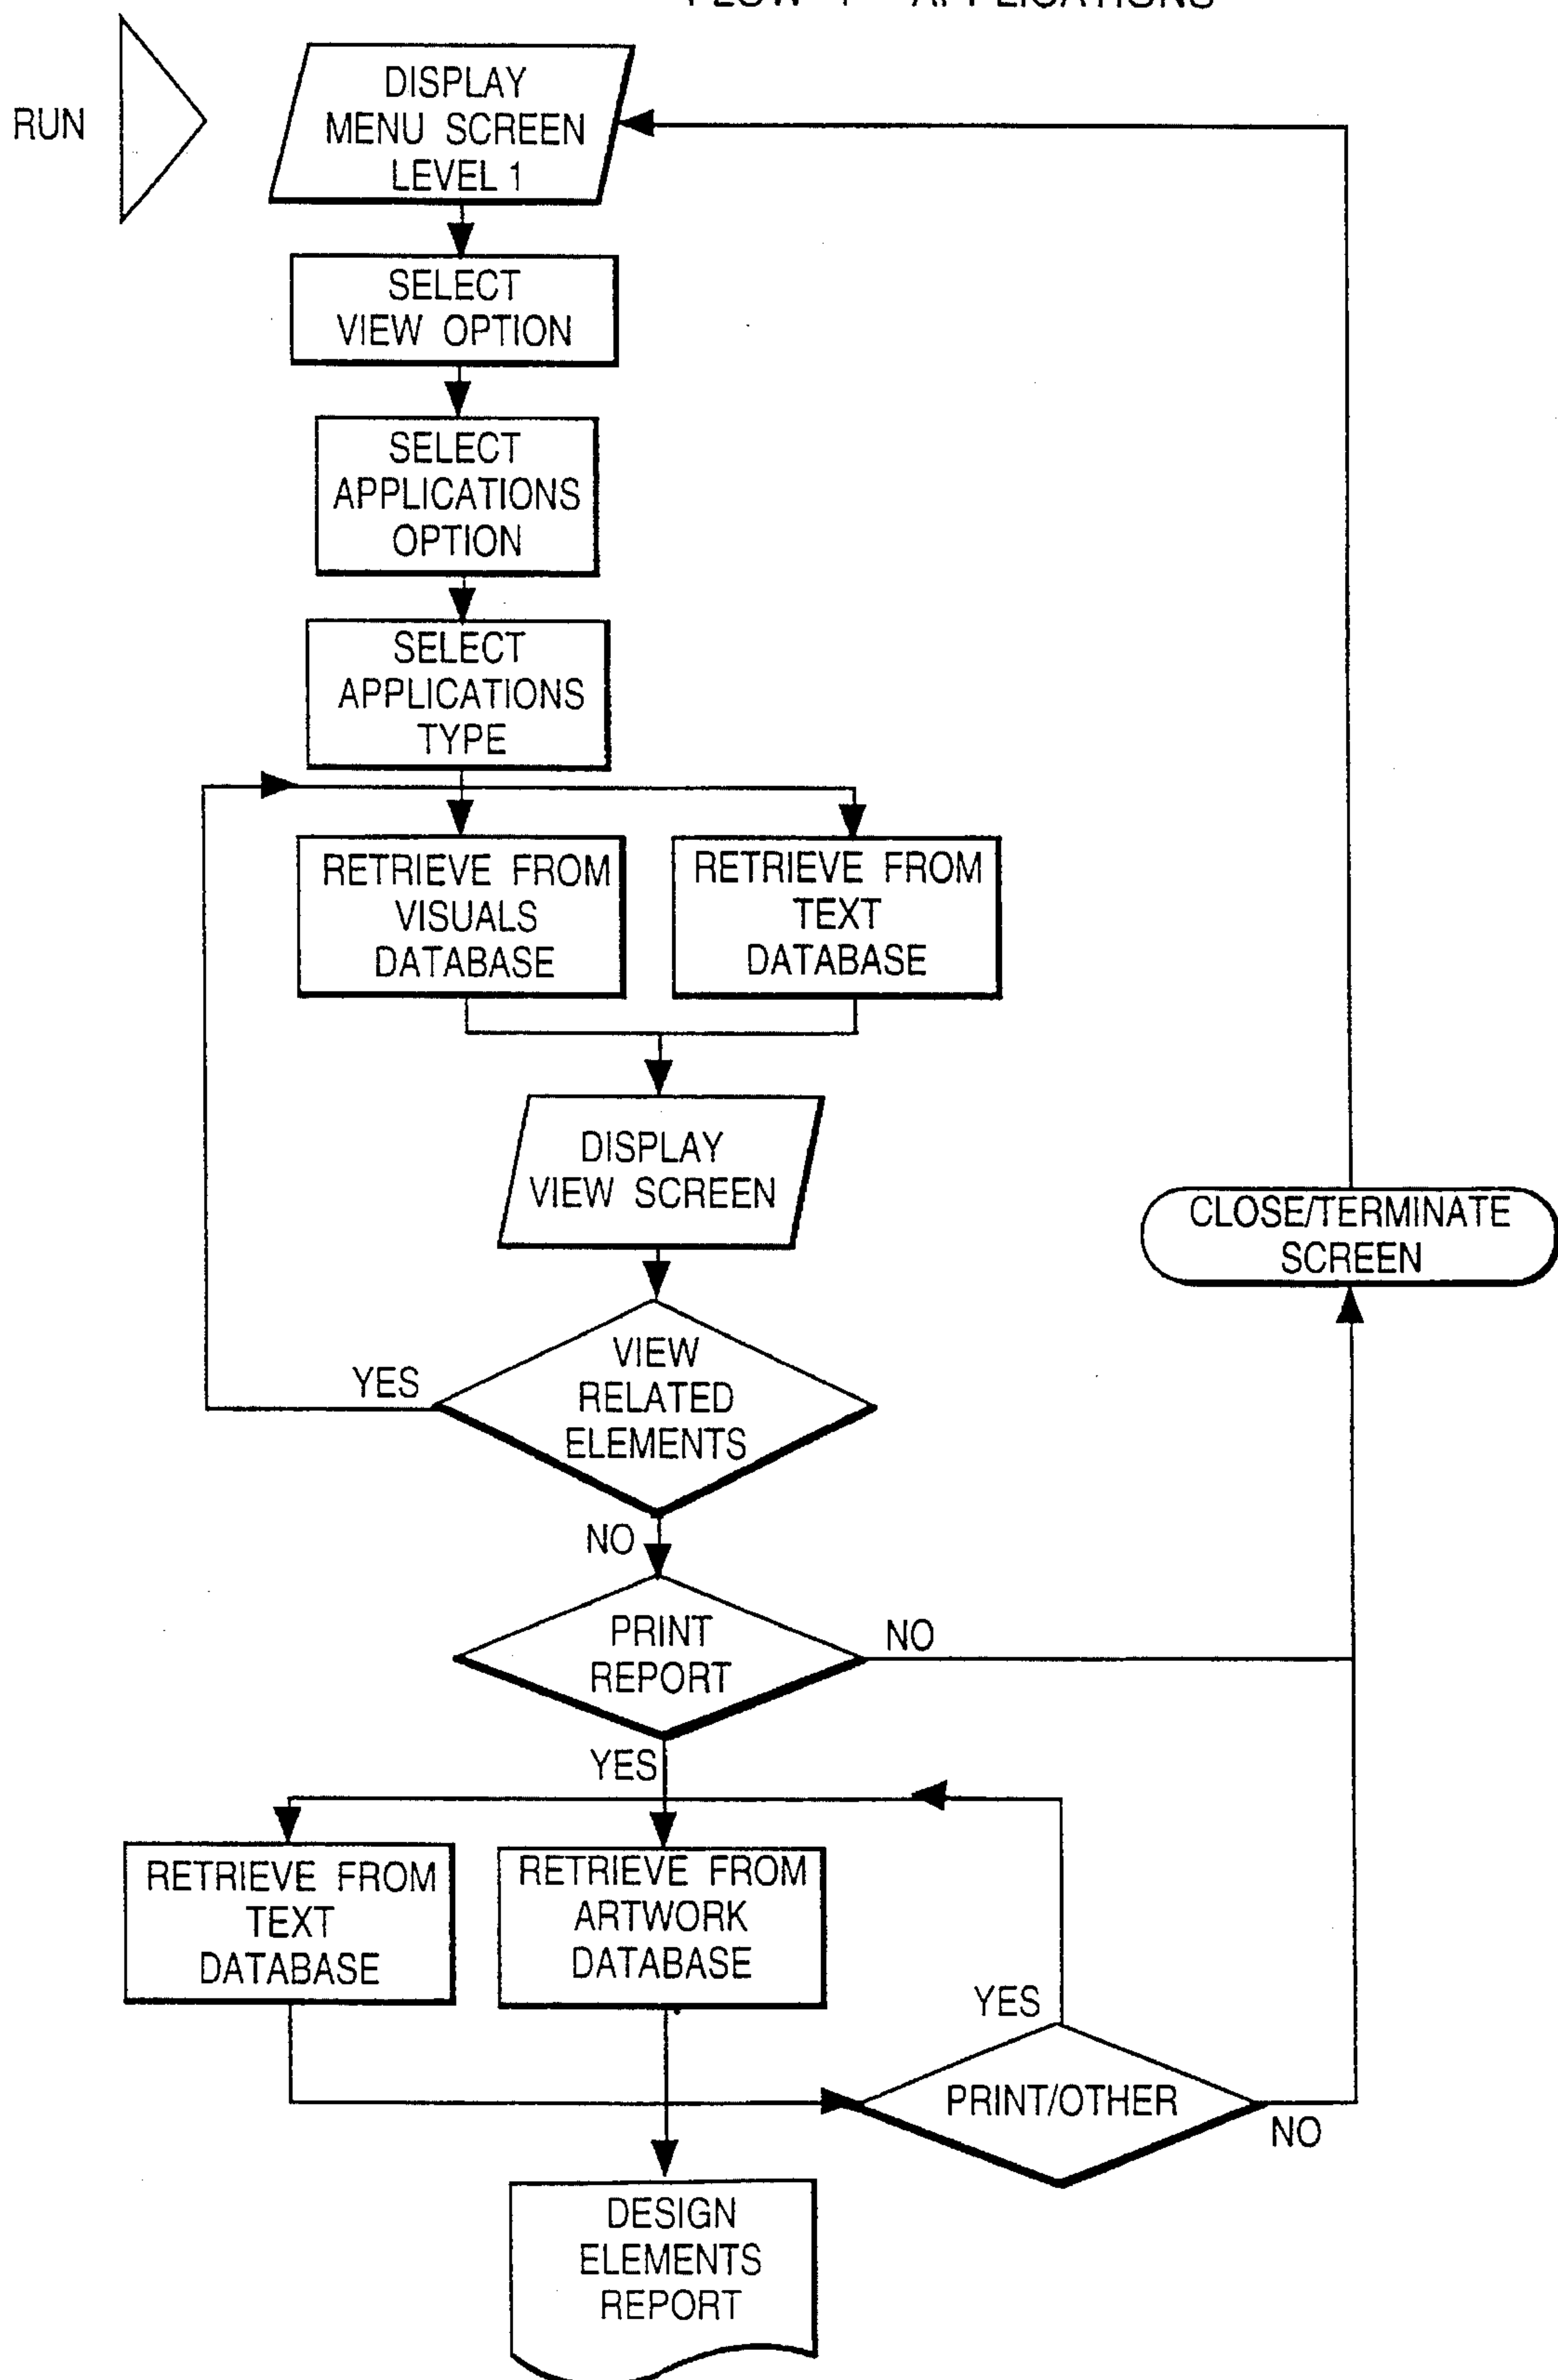 APPLICATIONS
RUN
DISPLAY
MENU SCREEN
LEVEL 1
SELECT
VIEW OPTION
SELECT
APPLICATIONS
OPTION
SELECT
APPLICATIONS
TYPE
RETRIEVE FROM
VISUALS
DATABASE
RETRIEVE FROM
TEXT
DATABASE
DISPLAY
VIEW SCREEN
CLOSE/TERMINATE
SCREEN
VIEW
RELATED
ELEMENTS
YES
NO
PRINT
REPORT
NO
YES
RETRIEVE FROM
TEXT
DATABASE
RETRIEVE FROM
ARTWORK
DATABASE
YES
PRINT/OTHER
NO
DESIGN
ELEMENTS
REPORT